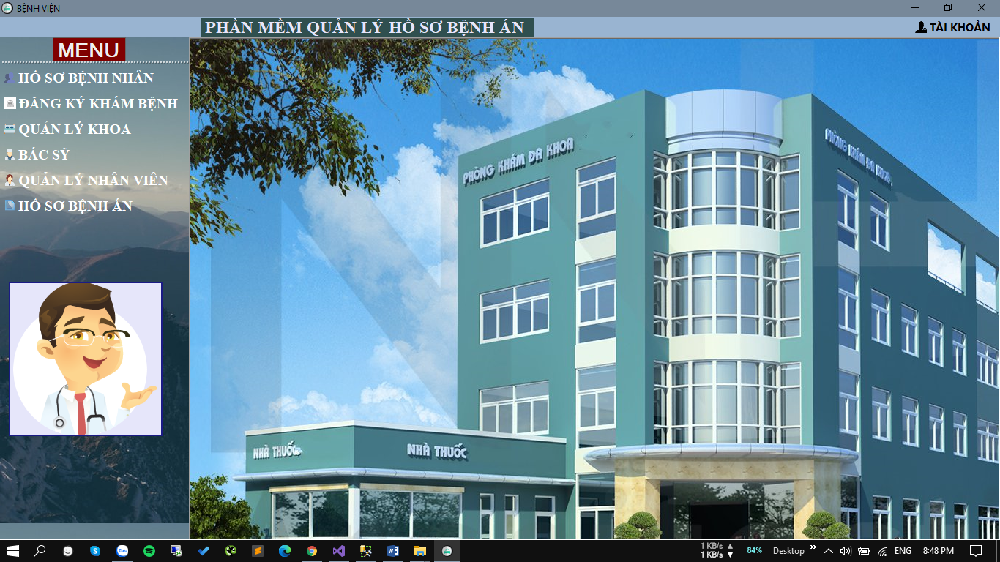 BỆNH VIỆN
PHẦN MỀM QUẢN LÝ HỒ SƠ BỆNH ÁN
TÀI KHOẢN
MENU
HỒ SƠ BỆNH NHÂN
ĐĂNG KÝ KHÁM BỆNH
QUẢN LÝ KHOA
BÁC SỸ
QUẢN LÝ NHÂN VIÊN
HỒ SƠ BỆNH ÁN
PHÒNG KHÁM ĐA KHOA
PHÒNG KHÁM ĐA KHOA
NHÀ THUỐC
NHÀ THUỐC
Zalo
1 KB/s
1 KB/s
84%
Desktop
ENG
8:48 PM